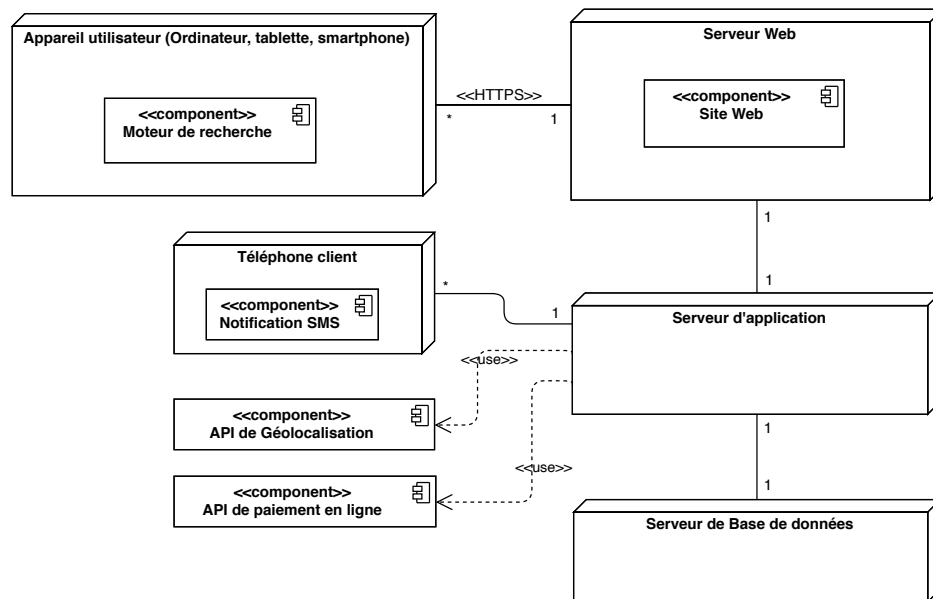 Appareil utilisateur (Ordinateur, tablette, smartphone)
<<component>>
Moteur de recherche
<<HTTPS>>
*
1
Serveur Web
<<component>>
Site Web
1
1
Téléphone client
<<component>>
Notification SMS
*
1
Serveur d'application
<<use>>
<<component>>
API de Géolocalisation
<<use>>
<<component>>
API de paiement en ligne
1
1
Serveur de Base de données